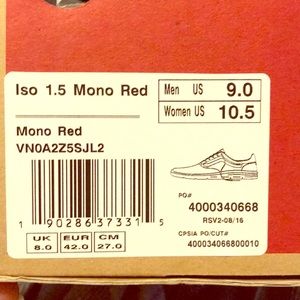 Iso 1.5 Mono Red
Men US 9.0
Women US 10.5
Mono Red
VN0A2Z5SJL2
1 90286 37331 5
PO#
4000340668
RSV2-08/16
CPSIA PO/CUT#
400034066800010
UK EUR CM
8.0 42.0 27.0